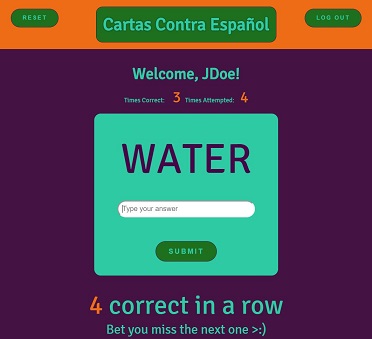 RESET
Cartas Contra Español
LOG OUT
Welcome, JDoe!
Times Correct: 3 Times Attempted: 4
WATER
Type your answer
SUBMIT
4 correct in a row
Bet you miss the next one >:)